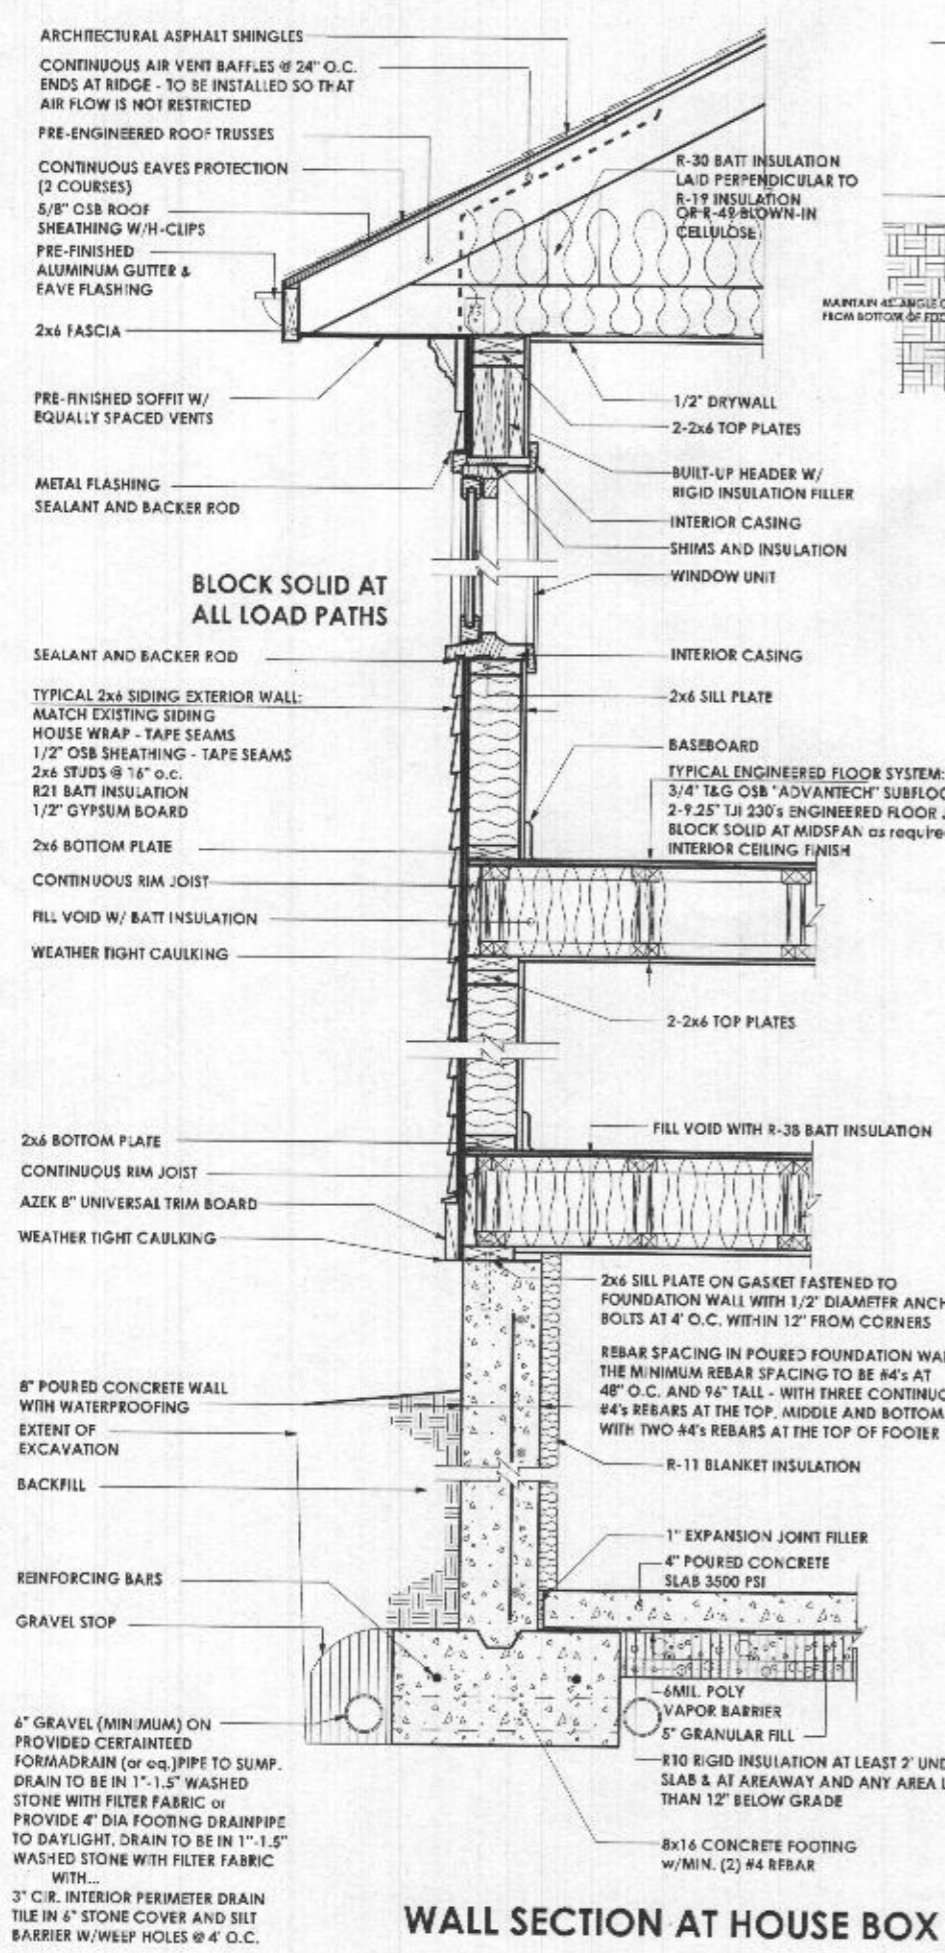 ARCHITECTURAL ASPHALT SHINGLES
CONTINUOUS AIR VENT BAFFLES @ 24" O.C.
ENDS AT RIDGE - TO BE INSTALLED SO THAT
AIR FLOW IS NOT RESTRICTED
PRE-ENGINEERED ROOF TRUSSES
CONTINUOUS EAVES PROTECTION
(2 COURSES)
5/8" OSB ROOF
SHEATHING W/H-CLIPS
PRE-FINISHED
ALUMINUM GUTTER &
EAVE FLASHING
2x6 FASCIA
PRE-FINISHED SOFFIT W/
EQUALLY SPACED VENTS
METAL FLASHING
SEALANT AND BACKER ROD
BLOCK SOLID AT
ALL LOAD PATHS
SEALANT AND BACKER ROD
TYPICAL 2x6 SIDING EXTERIOR WALL:
MATCH EXISTING SIDING
HOUSE WRAP - TAPE SEAMS
1/2" OSB SHEATHING - TAPE SEAMS
2x6 STUDS @ 16" o.c.
R21 BATT INSULATION
1/2" GYPSUM BOARD
2x6 BOTTOM PLATE
CONTINUOUS RIM JOIST
FILL VOID W/ BATT INSULATION
WEATHER TIGHT CAULKING
2x6 BOTTOM PLATE
CONTINUOUS RIM JOIST
AZEK 8" UNIVERSAL TRIM BOARD
WEATHER TIGHT CAULKING
8" POURED CONCRETE WALL
WITH WATERPROOFING
EXTENT OF
EXCAVATION
BACKFILL
REINFORCING BARS
GRAVEL STOP
6" GRAVEL (MINIMUM) ON
PROVIDED CERTAINTEED
FORMADRAIN (or eq.)PIPE TO SUMP.
DRAIN TO BE IN 1"-1.5" WASHED
STONE WITH FILTER FABRIC or
PROVIDE 4" DIA FOOTING DRAINPIPE
TO DAYLIGHT, DRAIN TO BE IN 1"-1.5"
WASHED STONE WITH FILTER FABRIC
WITH...
3" CIR. INTERIOR PERIMETER DRAIN
TILE IN 6" STONE COVER AND SILT
BARRIER W/WEEP HOLES @ 4' O.C.
R-30 BATT INSULATION
LAID PERPENDICULAR TO
R-19 INSULATION
OR R-49 BLOWN-IN
CELLULOSE
MAINTAIN 45° ANGLE
FROM BOTTOM OF
1/2" DRYWALL
2-2x6 TOP PLATES
BUILT-UP HEADER W/
RIGID INSULATION FILLER
INTERIOR CASING
SHIMS AND INSULATION
WINDOW UNIT
INTERIOR CASING
2x6 SILL PLATE
BASEBOARD
TYPICAL ENGINEERED FLOOR SYSTEM:
3/4" T&G OSB "ADVANTECH" SUBFLOO
2-9.25" TJI 230's ENGINEERED FLOOR
BLOCK SOLID AT MIDSPAN as require
INTERIOR CEILING FINISH
2-2x6 TOP PLATES
FILL VOID WITH R-38 BATT INSULATION
2x6 SILL PLATE ON GASKET FASTENED TO
FOUNDATION WALL WITH 1/2" DIAMETER ANCH
BOLTS AT 4' O.C. WITHIN 12" FROM CORNERS
REBAR SPACING IN POURED FOUNDATION WA
THE MINIMUM REBAR SPACING TO BE #4's AT
48" O.C. AND 96" TALL - WITH THREE CONTINUO
#4's REBARS AT THE TOP, MIDDLE AND BOTTOM
WITH TWO #4's REBARS AT THE TOP OF FOOTER
R-11 BLANKET INSULATION
1" EXPANSION JOINT FILLER
4" POURED CONCRETE
SLAB 3500 PSI
6MIL. POLY
VAPOR BARRIER
5" GRANULAR FILL
R10 RIGID INSULATION AT LEAST 2' UND
SLAB & AT AREAWAY AND ANY AREA L
THAN 12" BELOW GRADE
8x16 CONCRETE FOOTING
w/MIN. (2) #4 REBAR
WALL SECTION AT HOUSE BOX